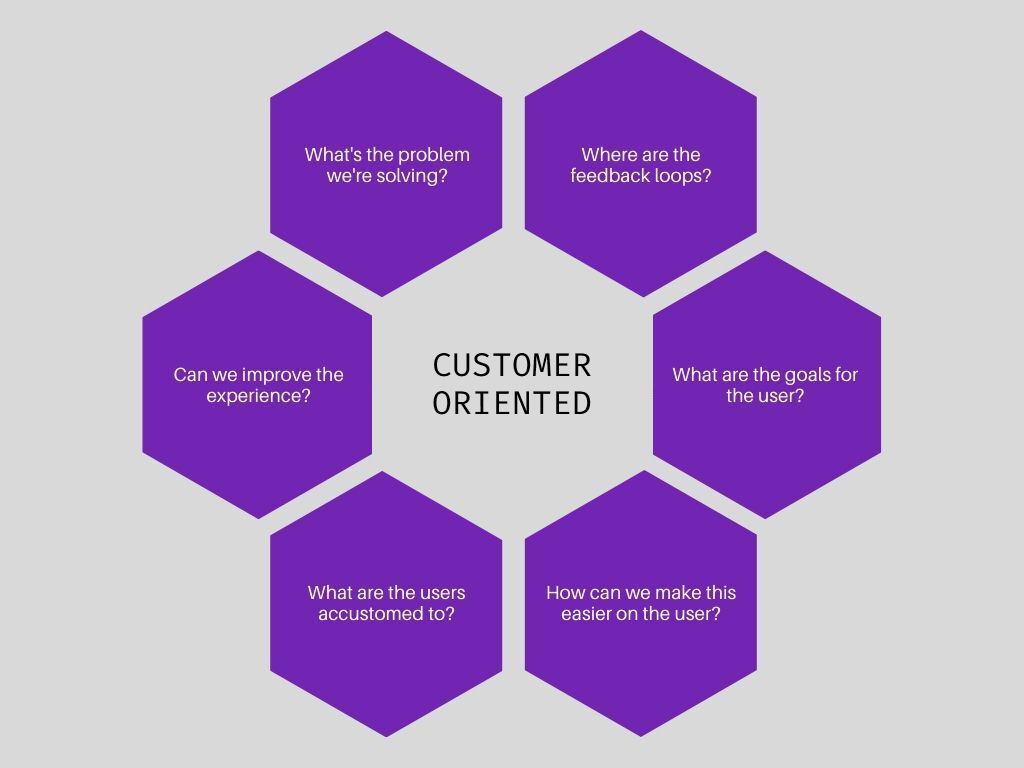 What's the problem
we're solving?
Where are the
feedback loops?
Can we improve the
experience?
CUSTOMER
ORIENTED
What are the goals for
the user?
What are the users
accustomed to?
How can we make this
easier on the user?